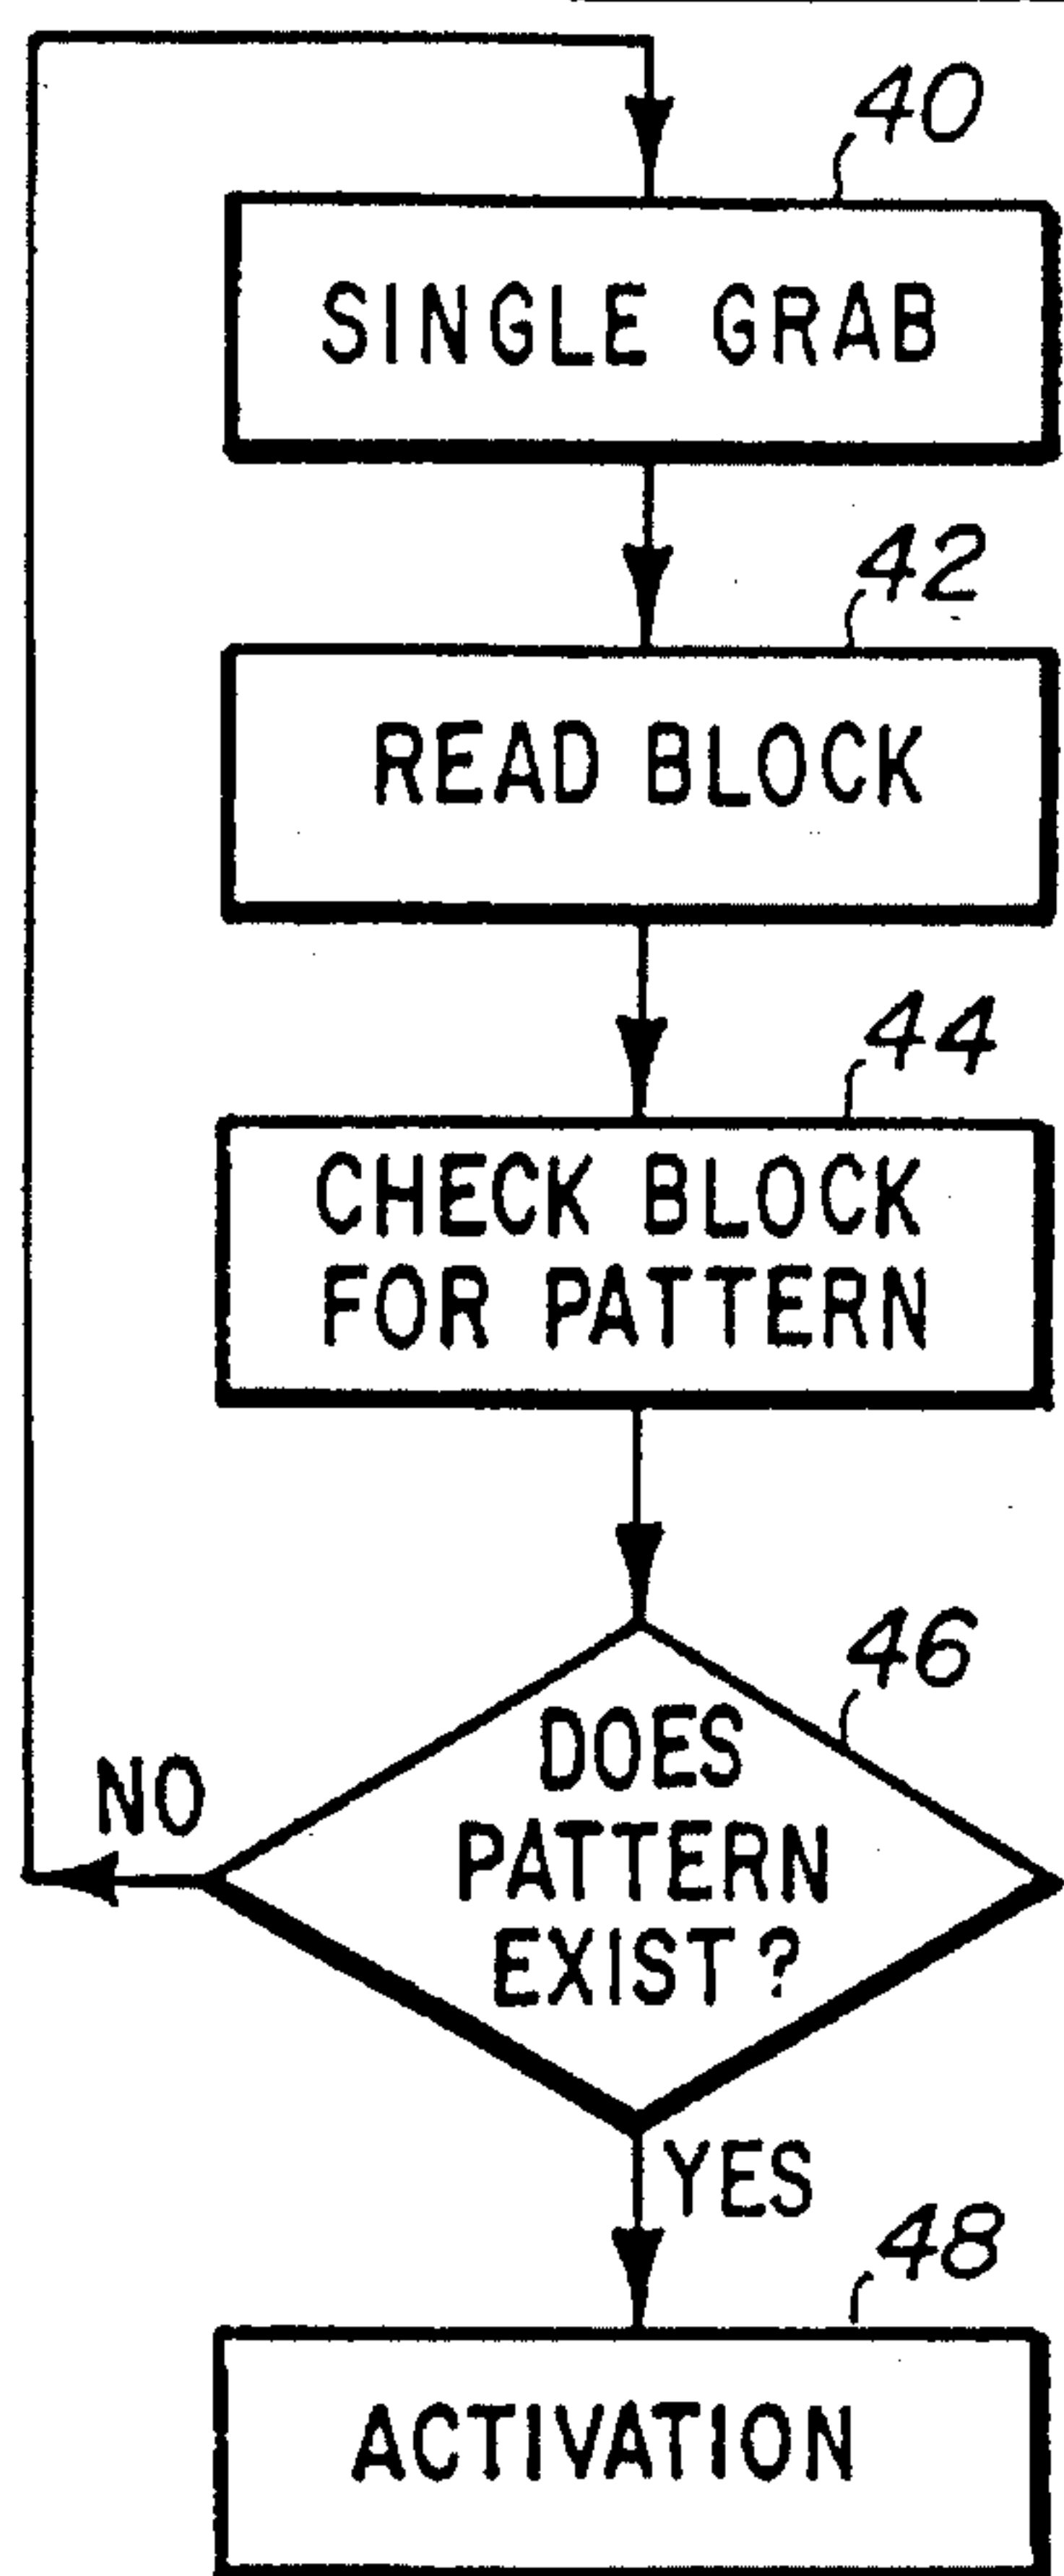 40
SINGLE GRAB
42
READ BLOCK
44
CHECK BLOCK
FOR PATTERN
46
DOES
PATTERN
EXIST?
NO
YES
48
ACTIVATION